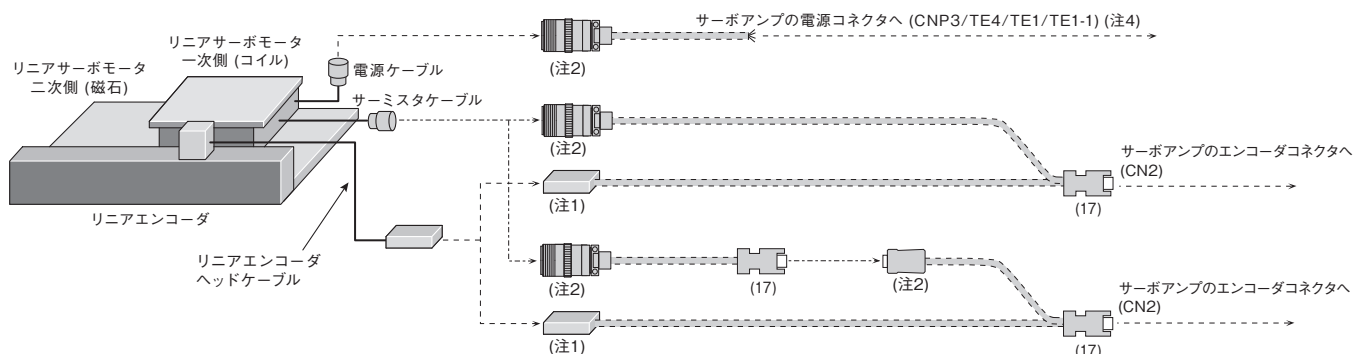 サーボアンプの電源コネクタへ (CNP3/TE4/TE1/TE1-1) (注4)
リニアサーボモータ
一次側 (コイル)
リニアサーボモータ
二次側 (磁石)
電源ケーブル
(注2)
サーミスタケーブル
(注2)
サーボアンプのエンコーダコネクタへ
(CN2)
(注1)
(17)
リニアエンコーダ
リニアエンコーダ
ヘッドケーブル
(注2)
(17)
(注2)
サーボアンプのエンコーダコネクタへ
(CN2)
(注1)
(17)